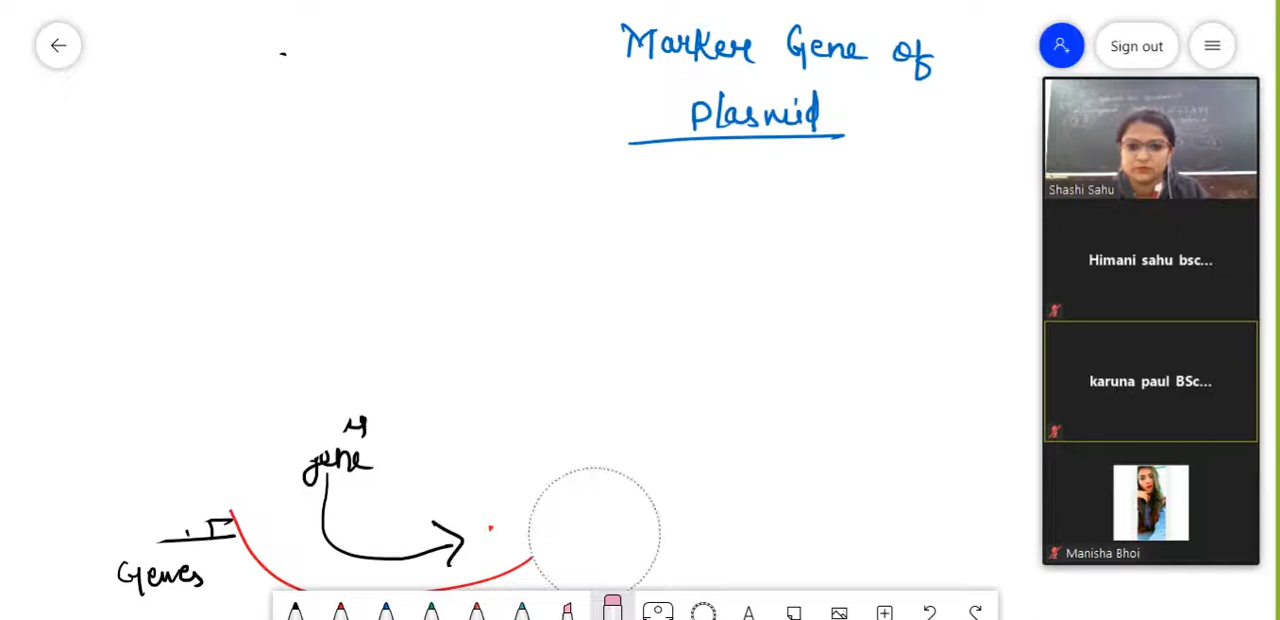 Marker Gene of
Plasmid
Sign out
Shashi Sahu
Himani sahu bsc...
karuna paul BSc...
Manisha Bhoi
gene
Genes
A